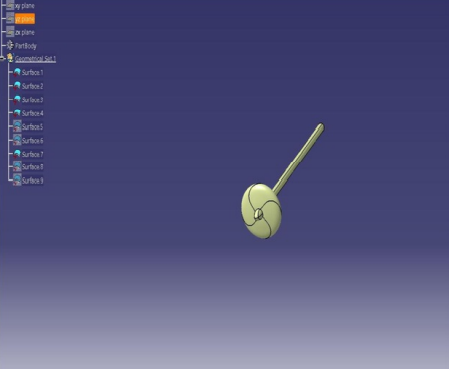 xy plane
yz plane
zx plane
PartBody
Geometrical Set.1
Surface.1
Surface.2
Surface.3
Surface.4
Surface.5
Surface.6
Surface.7
Surface.8
Surface.9